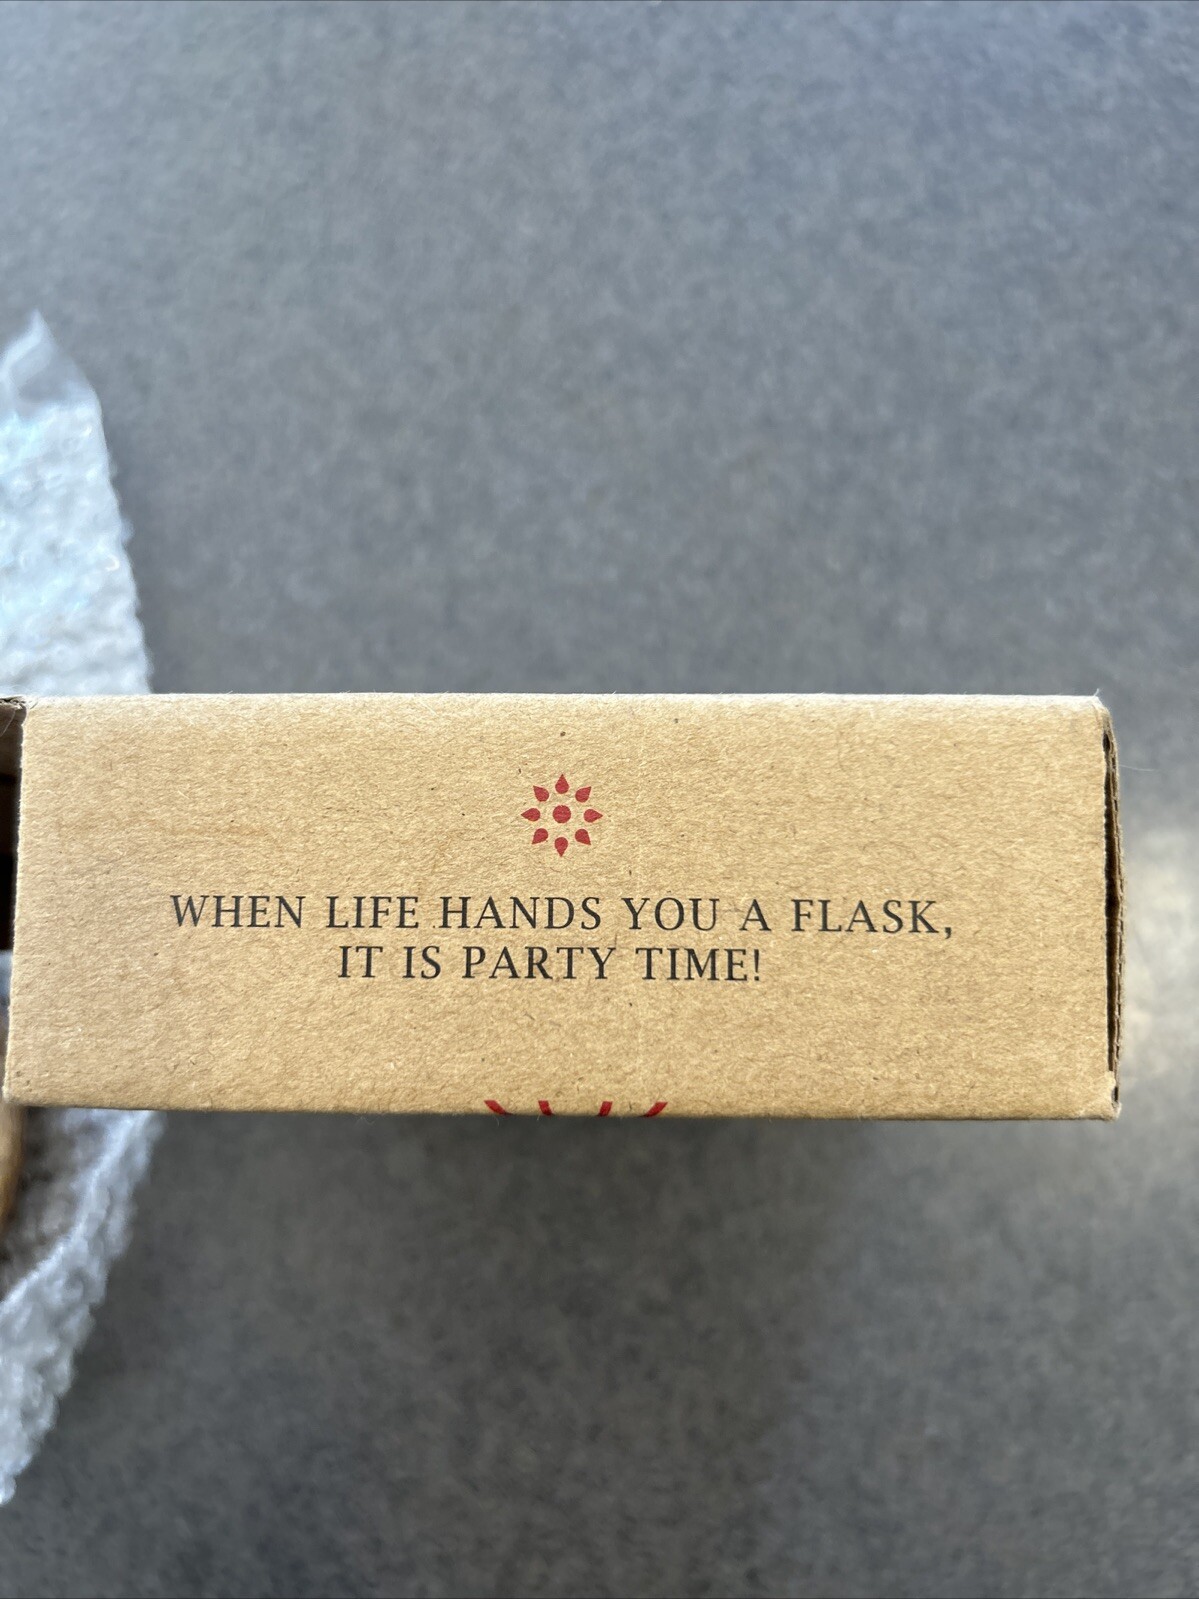 WHEN LIFE HANDS YOU A FLASK,
IT IS PARTY TIME!